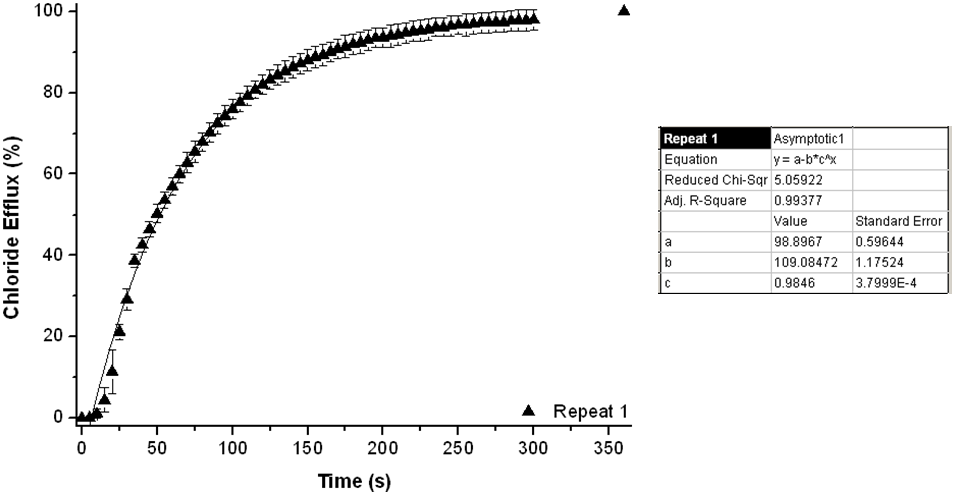 100
80
60
40
20
0
Chloride Efflux (%)
0 50 100 150 200 250 300 350
Time (s)
Repeat 1
Repeat 1 Asymptotic1
Equation y = a-b*c^x
Reduced Chi-Sqr 5.05922
Adj. R-Square 0.99377
Value Standard Error
a 98.8967 0.59644
b 109.08472 1.17524
c 0.9846 3.7999E-4